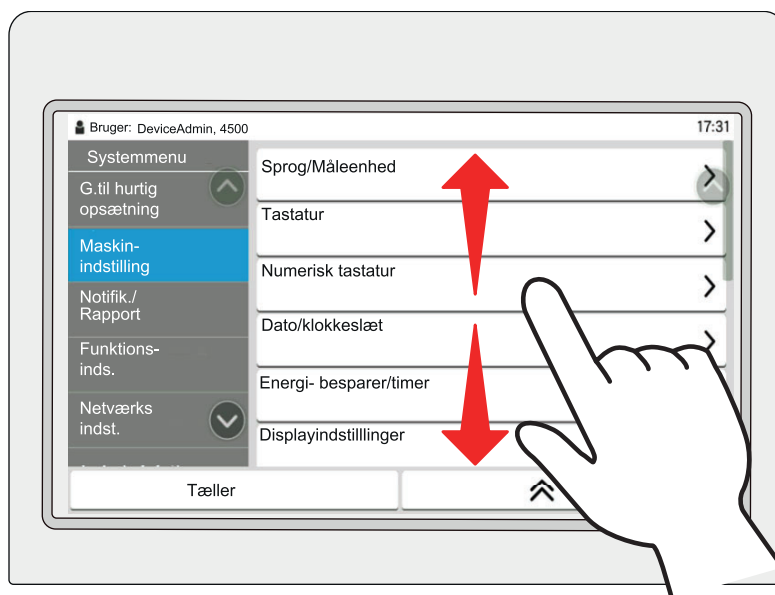 Bruger: DeviceAdmin, 4500
17:31
Systemmenu
G.til hurtig
opsætning
Maskin-
indstilling
Notifik./
Rapport
Funktions-
inds.
Netværks
indst.
Sprog/Måleenhed
Tastatur
Numerisk tastatur
Dato/klokkeslæt
Energi- besparer/timer
Displayindstilllinger
Tæller